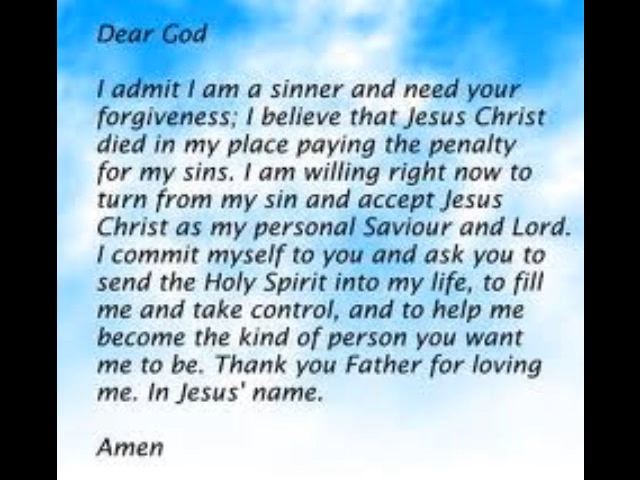 Dear God
I admit I am a sinner and need your
forgiveness; I believe that Jesus Christ
died in my place paying the penalty
for my sins. I am willing right now to
turn from my sin and accept Jesus
Christ as my personal Saviour and Lord.
I commit myself to you and ask you to
send the Holy Spirit into my life, to fill
me and take control, and to help me
become the kind of person you want
me to be. Thank you Father for loving
me. In Jesus' name.
Amen